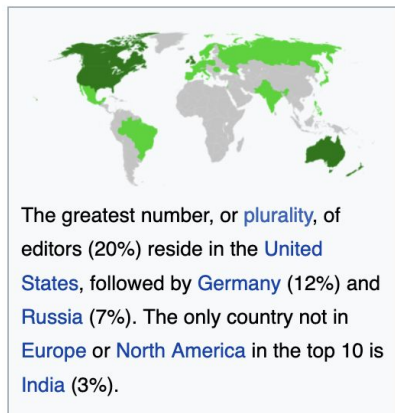 The greatest number, or plurality, of
editors (20%) reside in the United
States, followed by Germany (12%) and
Russia (7%). The only country not in
Europe or North America in the top 10 is
India (3%).